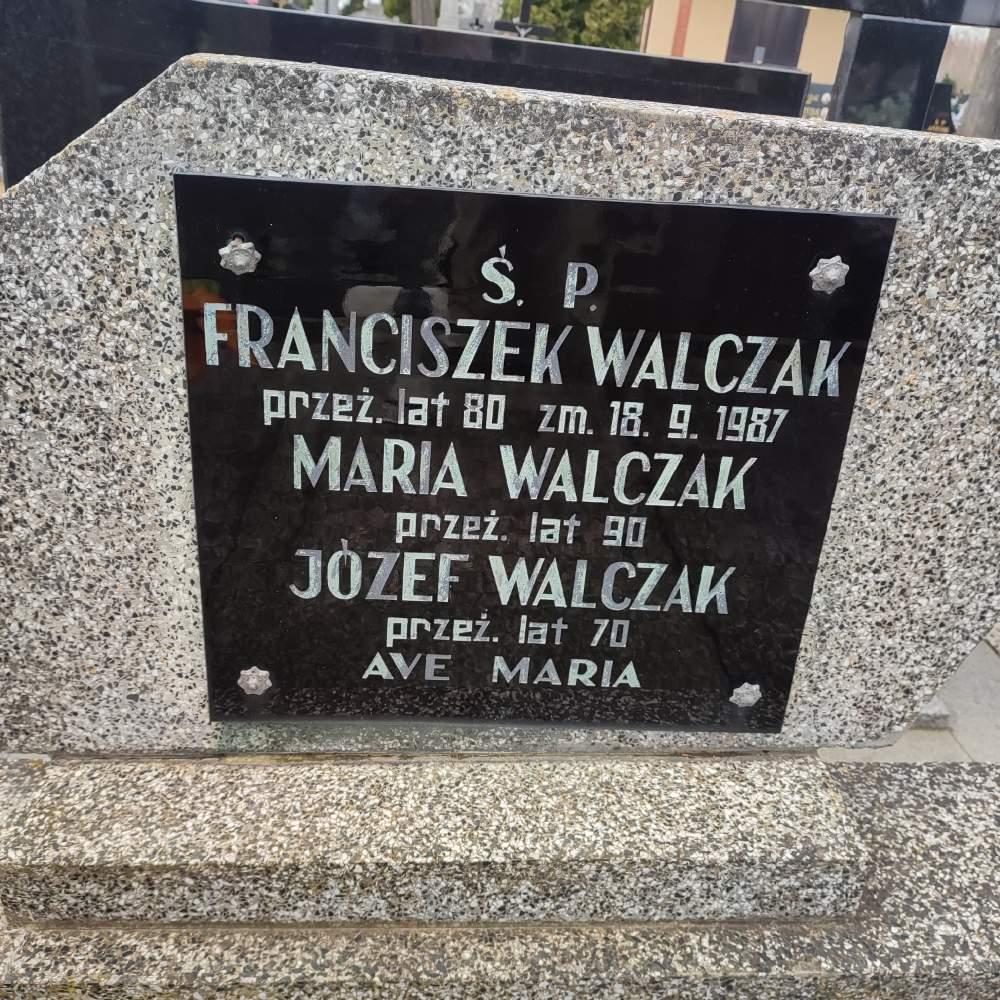 Ś. P.
FRANCISZEK WALCZAK
przeż. lat 80 zm. 18. 9. 1987
MARIA WALCZAK
przeż. lat 90
JÓZEF WALCZAK
przeż. lat 70
AVE MARIA